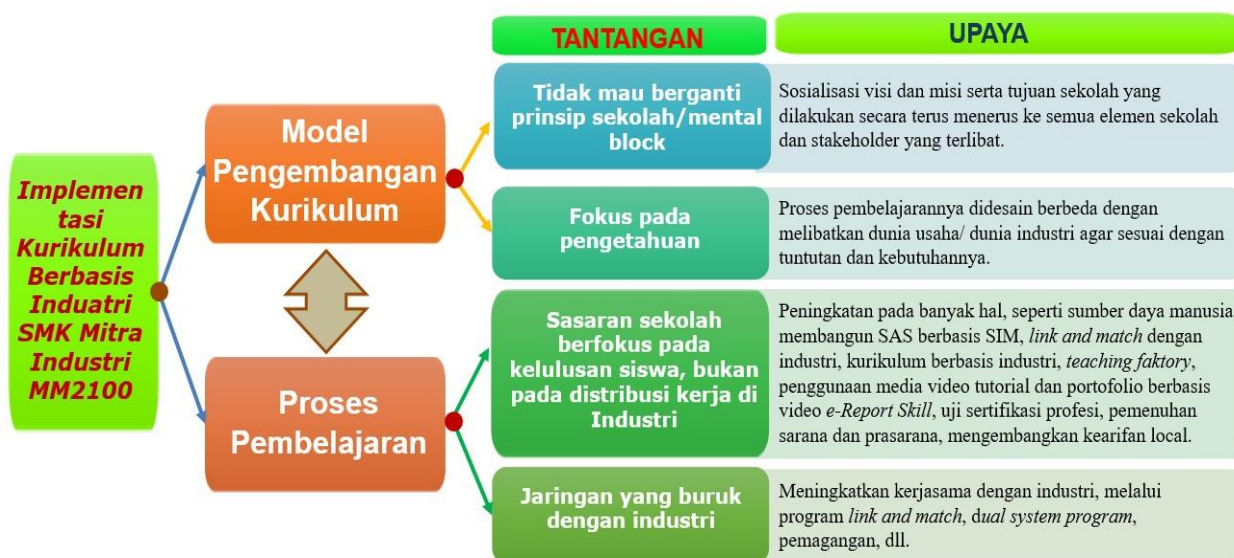 Implemen
tasi
Kurikulum
Berbasis
Induatri
SMK Mitra
Industri
MM2100
Model
Pengembangan
Kurikulum
Proses
Pembelajaran
TANTANGAN
UPAYA
Tidak mau berganti
prinsip sekolah/mental
block
Sosialisasi visi dan misi serta tujuan sekolah yang
dilakukan secara terus menerus ke semua elemen sekolah
dan stakeholder yang terlibat.
Fokus pada
pengetahuan
Proses pembelajarannya didesain berbeda dengan
melibatkan dunia usaha/ dunia industri agar sesuai dengan
tuntutan dan kebutuhannya.
Sasaran sekolah
berfokus pada
kelulusan siswa, bukan
pada distribusi kerja di
Industri
Peningkatan pada banyak hal, seperti sumber daya manusia
membangun SAS berbasis SIM, link and match dengan
industri, kurikulum berbasis industri, teaching faktory,
penggunaan media video tutorial dan portofolio berbasis
video e-Report Skill, uji sertifikasi profesi, pemenuhan
sarana dan prasarana, mengembangkan kearifan local.
Jaringan yang buruk
dengan industri
Meningkatkan kerjasama dengan industri, melalui
program link and match, dual system program,
pemagangan, dll.